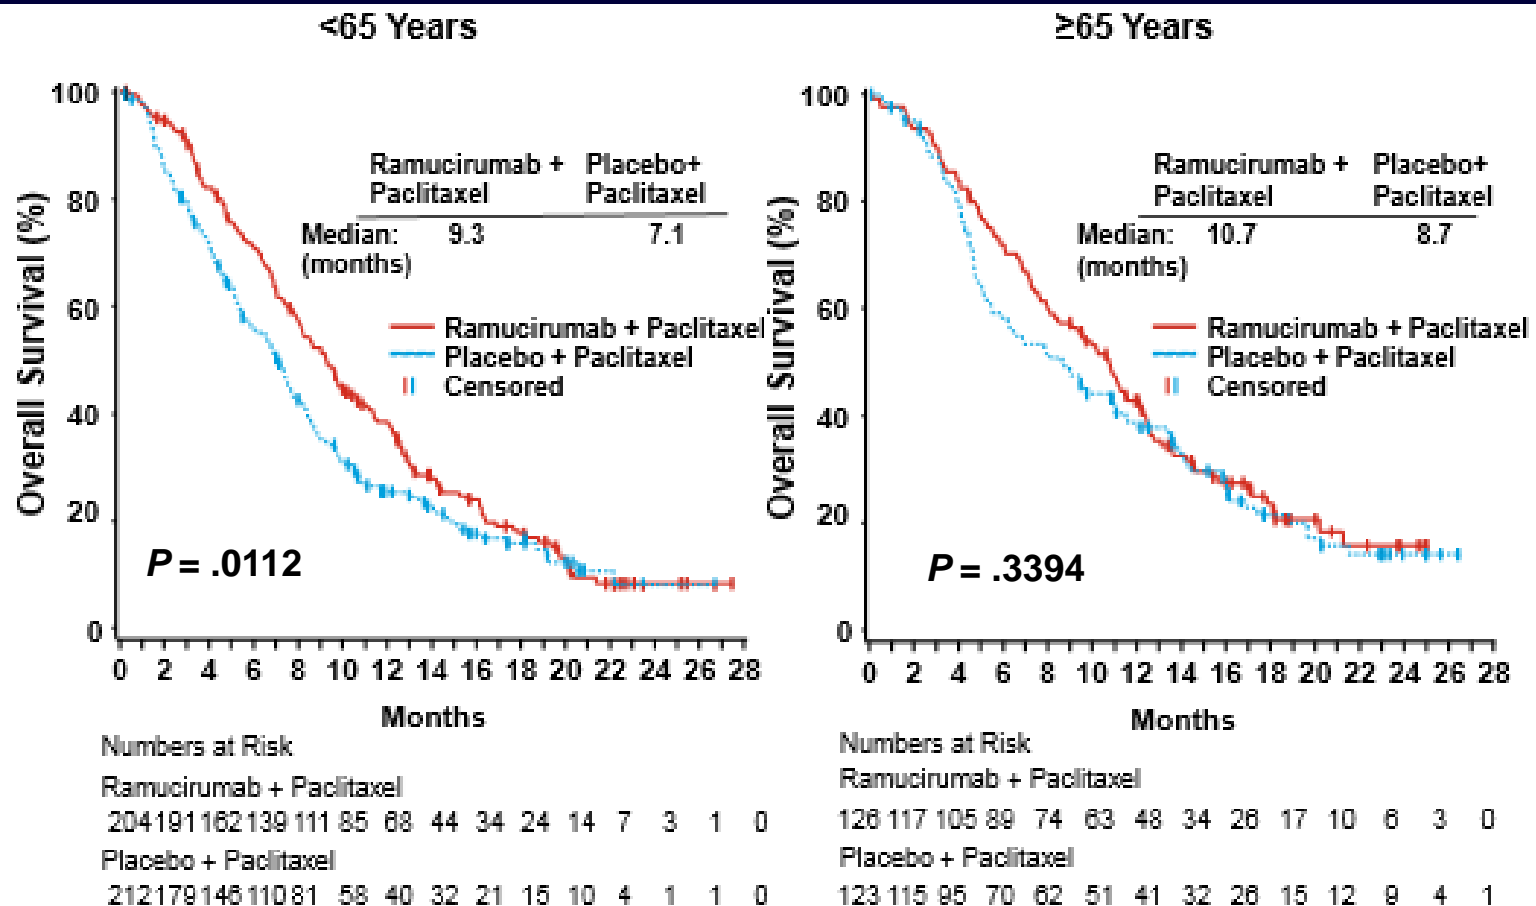 <65 Years
Overall Survival (%)
100
80
60
40
20
0
Ramucirumab + Placebo+
Paclitaxel Paclitaxel
Median: 9.3 7.1
(months)
Ramucirumab + Paclitaxel
Placebo + Paclitaxel
Censored
P = .0112
0 2 4 6 8 10 12 14 16 18 20 22 24 26 28
Months
Numbers at Risk
Ramucirumab + Paclitaxel
204 191 162 139 111 85 68 44 34 24 14 7 3 1 0
Placebo + Paclitaxel
212 179 146 110 81 58 40 32 21 15 10 4 1 1 0
≥65 Years
Overall Survival (%)
100
80
60
40
20
0
Ramucirumab + Placebo+
Paclitaxel Paclitaxel
Median: 10.7 8.7
(months)
Ramucirumab + Paclitaxel
Placebo + Paclitaxel
Censored
P = .3394
0 2 4 6 8 10 12 14 16 18 20 22 24 26 28
Months
Numbers at Risk
Ramucirumab + Paclitaxel
126 117 105 89 74 63 48 34 26 17 10 6 3 0
Placebo + Paclitaxel
123 115 95 70 62 51 41 32 26 15 12 9 4 1